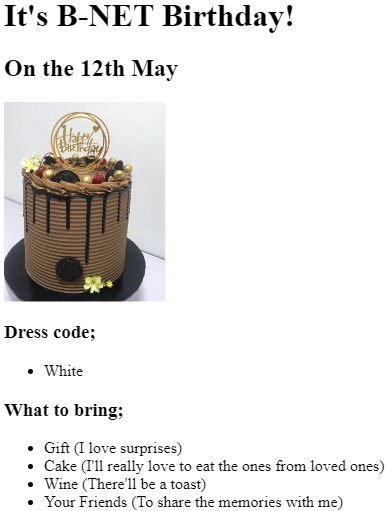 It's B-NET Birthday!
On the 12th May
Happy
Birthday
Dress code;
White
What to bring;
Gift (I love surprises)
Cake (I'll really love to eat the ones from loved ones)
Wine (There'll be a toast)
Your Friends (To share the memories with me)